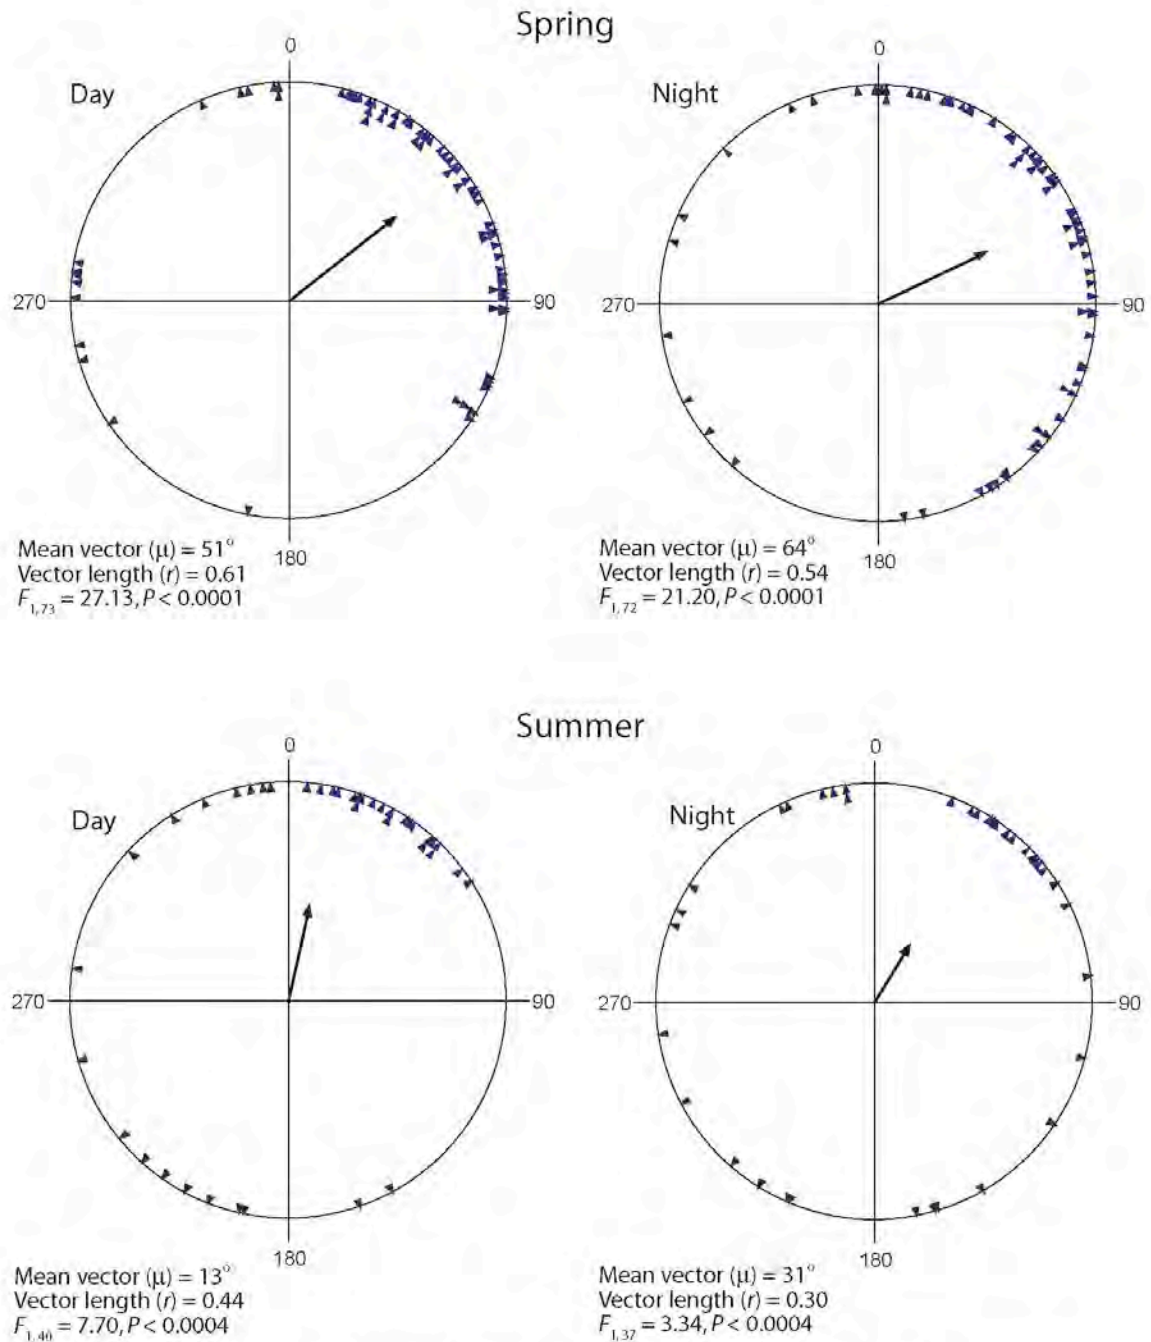 Spring
Day
0
270
90
180
Mean vector (μ) = 51°
Vector length (r) = 0.61
F1,73 = 27.13, P < 0.0001
Night
0
270
90
180
Mean vector (μ) = 64°
Vector length (r) = 0.54
F1,72 = 21.20, P < 0.0001
Summer
Day
0
270
90
180
Mean vector (μ) = 13°
Vector length (r) = 0.44
F1,46 = 7.70, P < 0.0004
Night
0
270
90
180
Mean vector (μ) = 31°
Vector length (r) = 0.30
F1,37 = 3.34, P < 0.0004